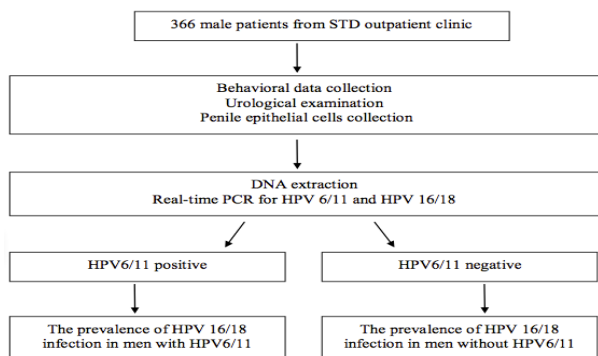 366 male patients from STD outpatient clinic
Behavioral data collection
Urological examination
Penile epithelial cells collection
DNA extraction
Real-time PCR for HPV 6/11 and HPV 16/18
HPV6/11 positive
HPV6/11 negative
The prevalence of HPV 16/18
infection in men with HPV6/11
The prevalence of HPV 16/18
infection in men without HPV6/11